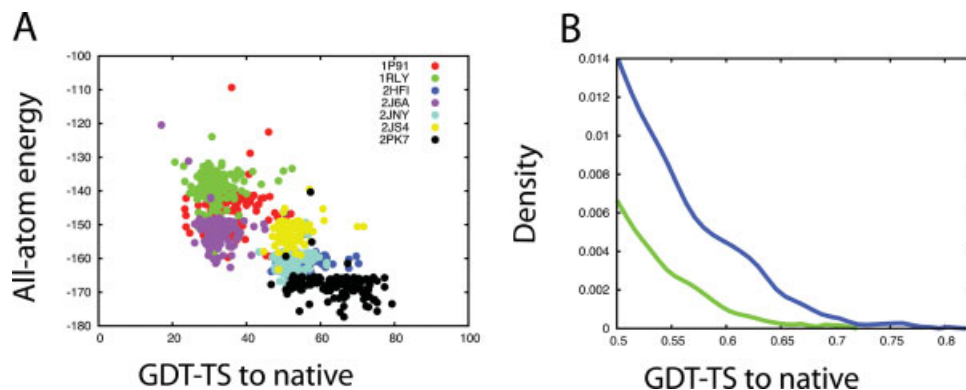 A
All-atom energy
-100
-110
-120
-130
-140
-150
-160
-170
-180
0
20
40
60
80
100
GDT-TS to native
1P91
1RLY
2HFI
2J6A
2JNY
2JS4
2PK7
B
Density
0.014
0.012
0.01
0.008
0.006
0.004
0.002
0
0.5
0.55
0.6
0.65
0.7
0.75
0.8
GDT-TS to native